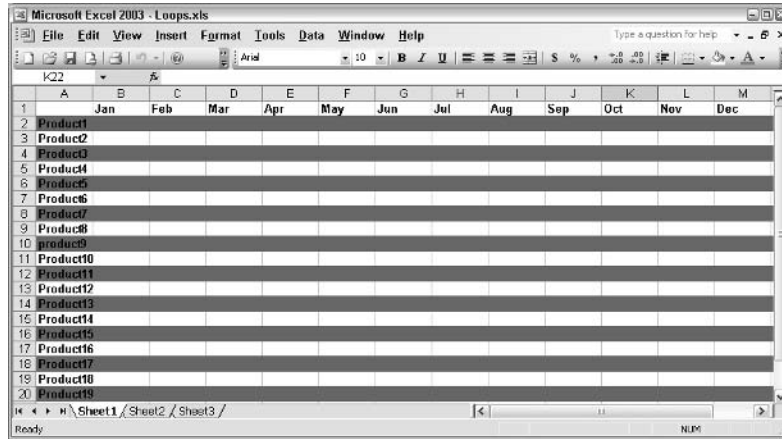 Microsoft Excel 2003 - Loops.xls
File Edit View Insert Format Tools Data Window Help Type a question for help
Arial 10 B I U $ % , .00
K22 fx
A B C D E F G H I J K L M
1 Jan Feb Mar Apr May Jun Jul Aug Sep Oct Nov Dec
2 Product1
3 Product2
4 Product3
5 Product4
6 Product5
7 Product6
8 Product7
9 Product8
10 product9
11 Product10
12 Product11
13 Product12
14 Product13
15 Product14
16 Product15
17 Product16
18 Product17
19 Product18
20 Product19
Sheet1 Sheet2 Sheet3
Ready NUM